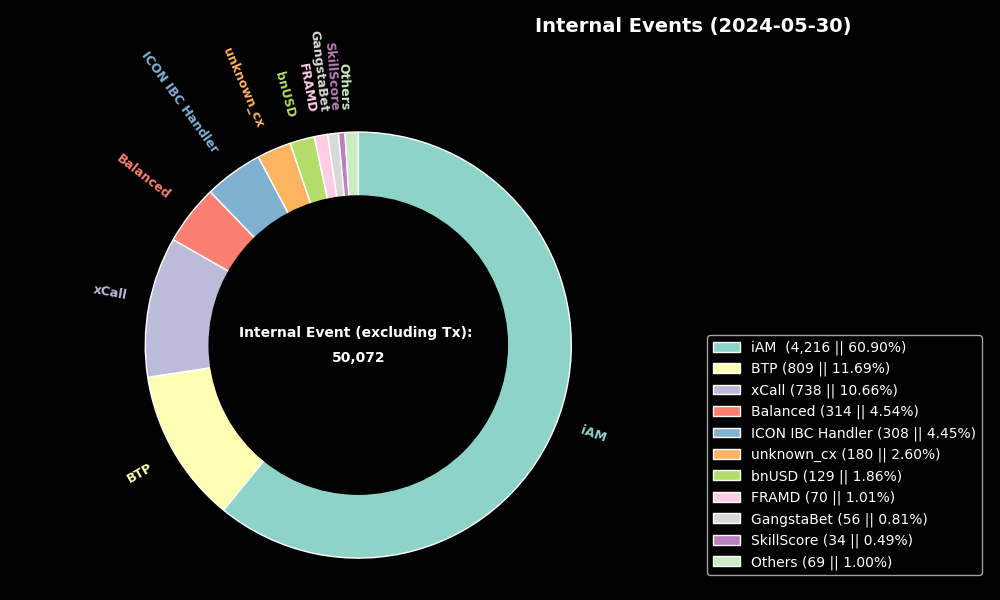 Internal Events (2024-05-30)
ICON IBC Handler
unknown_cx
bnUSD
FRAMD
GangstaBet
SkillScore
Others
Balanced
xCall
BTP
iAM
Internal Event (excluding Tx):
50,072
iAM  (4,216 || 60.90%)
BTP (809 || 11.69%)
xCall (738 || 10.66%)
Balanced (314 || 4.54%)
ICON IBC Handler (308 || 4.45%)
unknown_cx (180 || 2.60%)
bnUSD (129 || 1.86%)
FRAMD (70 || 1.01%)
GangstaBet (56 || 0.81%)
SkillScore (34 || 0.49%)
Others (69 || 1.00%)